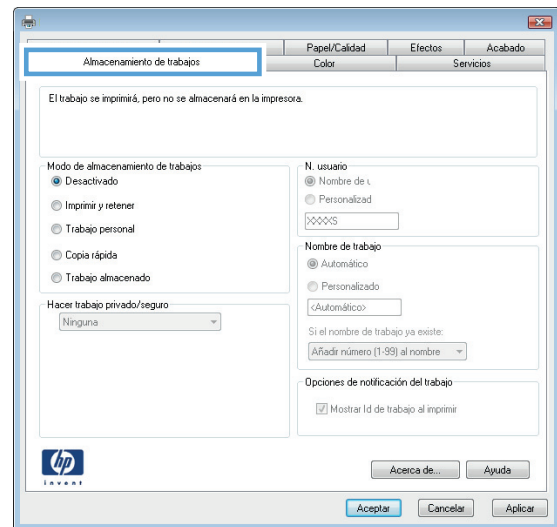 Papel/Calidad Efectos Acabado
Almacenamiento de trabajos Color Servicios
El trabajo se imprimirá, pero no se almacenará en la impresora.
Modo de almacenamiento de trabajos
Desactivado
Imprimir y retener
Trabajo personal
Copia rápida
Trabajo almacenado
Hacer trabajo privado/seguro
Ninguna
N. usuario
Nombre de
Personalizad
XXXXS
Nombre de trabajo
Automático
Personalizado
<Automático>
Si el nombre de trabajo ya existe:
Añadir número (1-99) al nombre
Opciones de notificación del trabajo
Mostrar Id de trabajo al imprimir
hp
invent
Acerca de... Ayuda
Aceptar Cancelar Aplicar